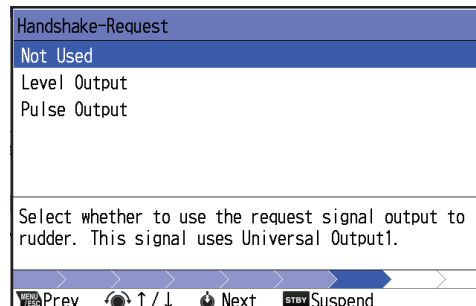 Handshake-Request
Not Used
Level Output
Pulse Output
Select whether to use the request signal output to
rudder. This signal uses Universal Output1.
MENU/ESC Prev ↑/↓ Next STBY Suspend